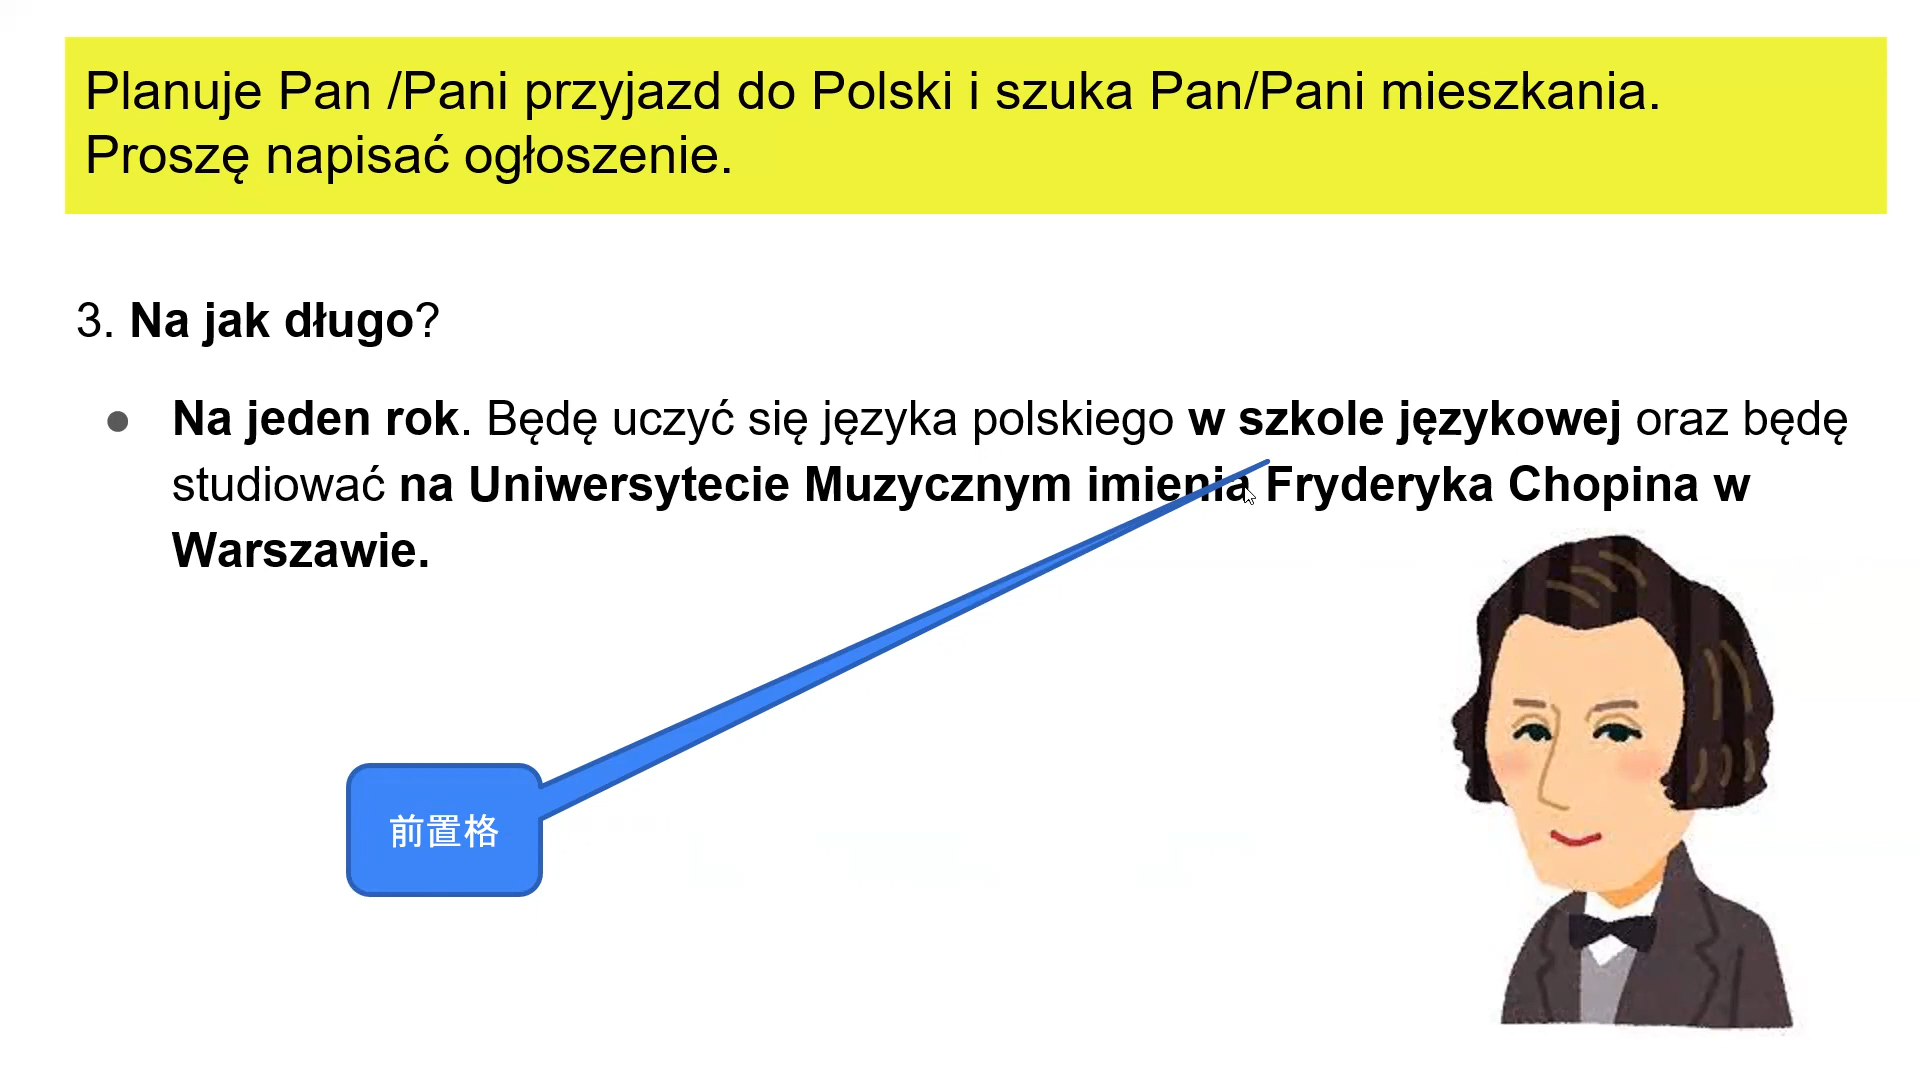 Planuje Pan /Pani przyjazd do Polski i szuka Pan/Pani mieszkania.
Proszę napisać ogłoszenie.
3. Na jak długo?
● Na jeden rok. Będę uczyć się języka polskiego w szkole językowej oraz będę
studiować na Uniwersytecie Muzycznym imienia Fryderyka Chopina w
Warszawie.
前置格